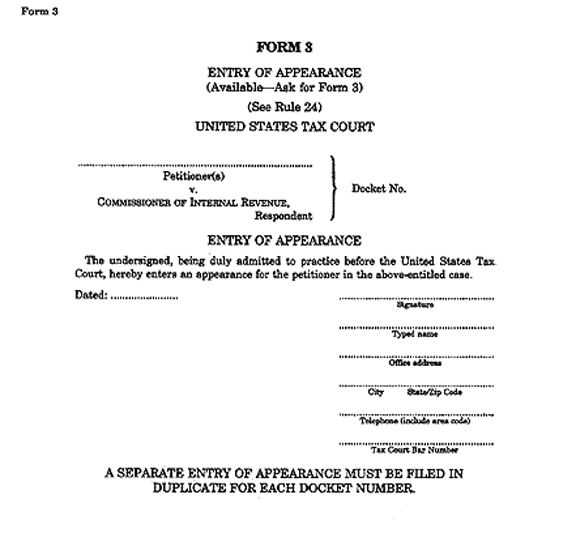 Form 3
FORM 3
ENTRY OF APPEARANCE
(Available—Ask for Form 3)
(See Rule 24)
UNITED STATES TAX COURT
Petitioner(s)
v.
COMMISSIONER OF INTERNAL REVENUE,
Respondent
Docket No.
ENTRY OF APPEARANCE
The undersigned, being duly admitted to practice before the United States Tax
Court, hereby enters an appearance for the petitioner in the above-entitled case.
Dated: ........................
Signature
Typed name
Office address
City State/Zip Code
Telephone (include area code)
Tax Court Bar Number
A SEPARATE ENTRY OF APPEARANCE MUST BE FILED IN
DUPLICATE FOR EACH DOCKET NUMBER.